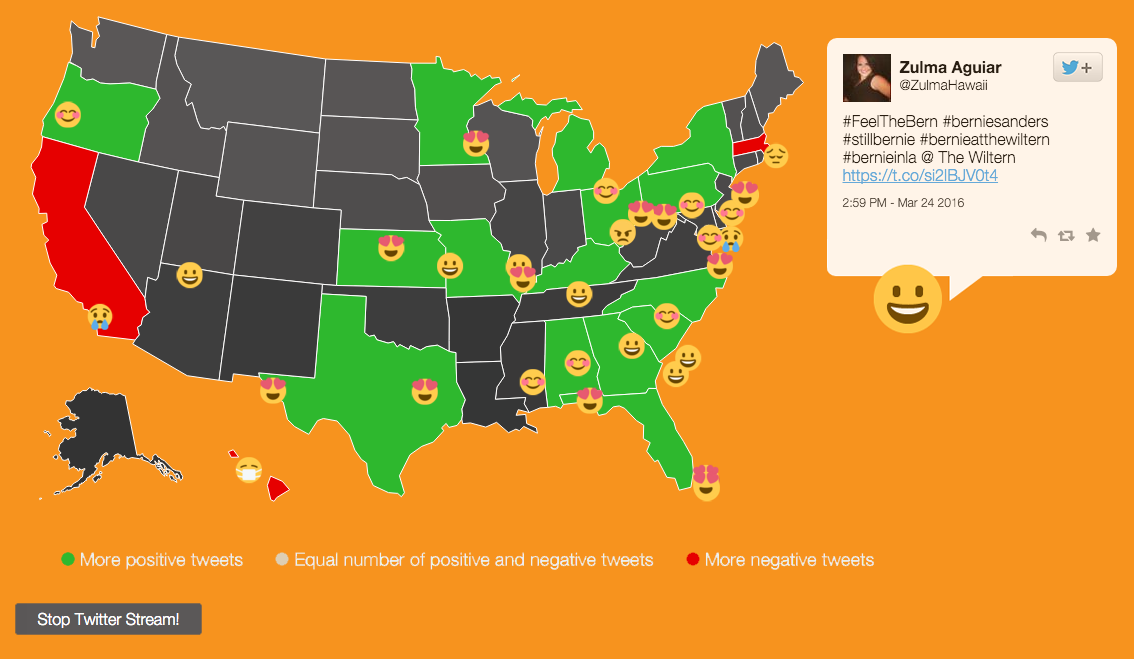 Zulma Aguiar
@ZulmaHawaii
#FeelTheBern #berniesanders
#stillbernie #bernieatthewiltern
#bernieinla @ The Wiltern
https://t.co/si2lBJV0t4
2:59 PM - Mar 24 2016
More positive tweets
Equal number of positive and negative tweets
More negative tweets
Stop Twitter Stream!